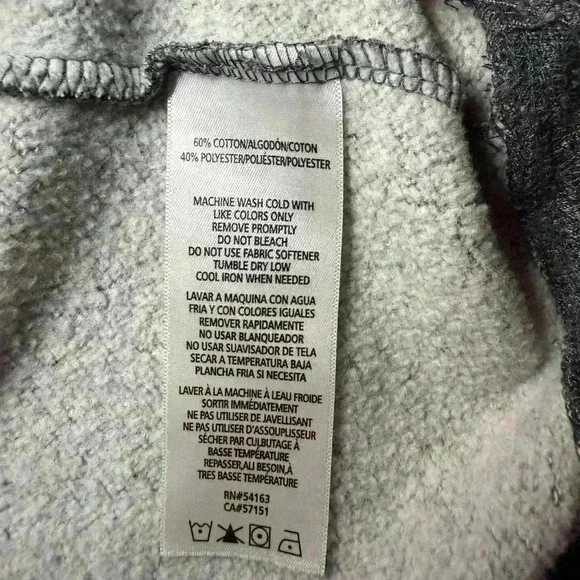 60% COTTON/ALGODÓN/COTON
40% POLYESTER/POLIÉSTER/POLYESTER
MACHINE WASH COLD WITH
LIKE COLORS ONLY
REMOVE PROMPTLY
DO NOT BLEACH
DO NOT USE FABRIC SOFTENER
TUMBLE DRY LOW
COOL IRON WHEN NEEDED
LAVAR A MAQUINA CON AGUA
FRIA Y CON COLORES IGUALES
REMOVER RAPIDAMENTE
NO USAR BLANQUEADOR
NO USAR SUAVISADOR DE TELA
SECAR A TEMPERATURA BAJA
PLANCHA FRIA SI NECESITA
LAVER À LA MACHINE À LEAU FROIDE
SORTIR IMMÉDIATEMENT
NE PAS UTILISER DE JAVELLISANT
NE PAS UTILISER D'ASSOUPLISEUR
SÉCHER PAR CULBUTAGE À
BASSE TEMPÉRATURE
REPASSER,AU BESOIN,À
TRES BASSE TEMPÉRATURE
RN#54163
CA#57151